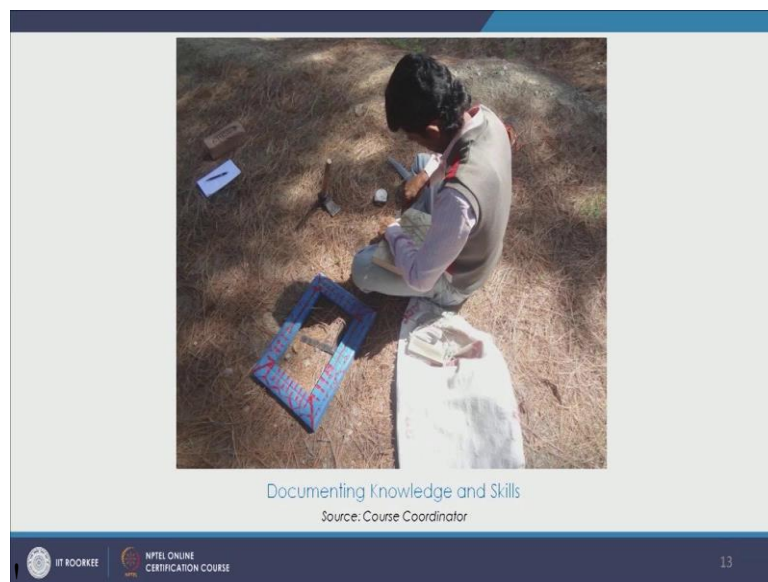 Documenting Knowledge and Skills
Source: Course Coordinator
IIT ROORKEE
NPTEL ONLINE
CERTIFICATION COURSE
13